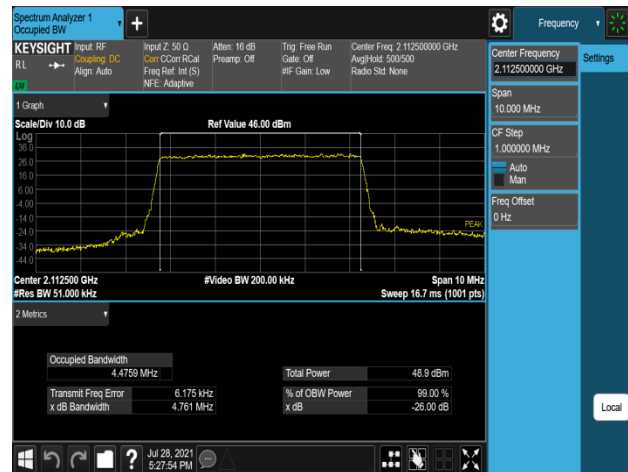 Spectrum Analyzer 1
Occupied BW
Frequency
KEYSIGHT
Input: RF
Coupling: DC
Align: Auto
Input Z: 50 Ω
Corr CCorr RCal
Freq Ref: Int (S)
NFE: Adaptive
Atten: 16 dB
Preamp: Off
Trig: Free Run
Gate: Off
#IF Gain: Low
Center Freq: 2.112500000 GHz
Avg|Hold: 500/500
Radio Std: None
RL
Center Frequency
2.112500000 GHz
Settings
Span
10.000 MHz
CF Step
1.000000 MHz
Auto
Man
Freq Offset
0 Hz
Local
1 Graph
Scale/Div 10.0 dB
Ref Value 46.00 dBm
Log
36.0
26.0
16.0
6.00
-4.00
-14.0
-24.0
-34.0
-44.0
PEAK
Center 2.112500 GHz
#Video BW 200.00 kHz
Span 10 MHz
#Res BW 51.000 kHz
Sweep 16.7 ms (1001 pts)
2 Metrics
Occupied Bandwidth
4.4759 MHz
Total Power
48.9 dBm
Transmit Freq Error
6.175 kHz
% of OBW Power
99.00 %
x dB Bandwidth
4.761 MHz
x dB
-26.00 dB
Jul 28, 2021
5:27:54 PM